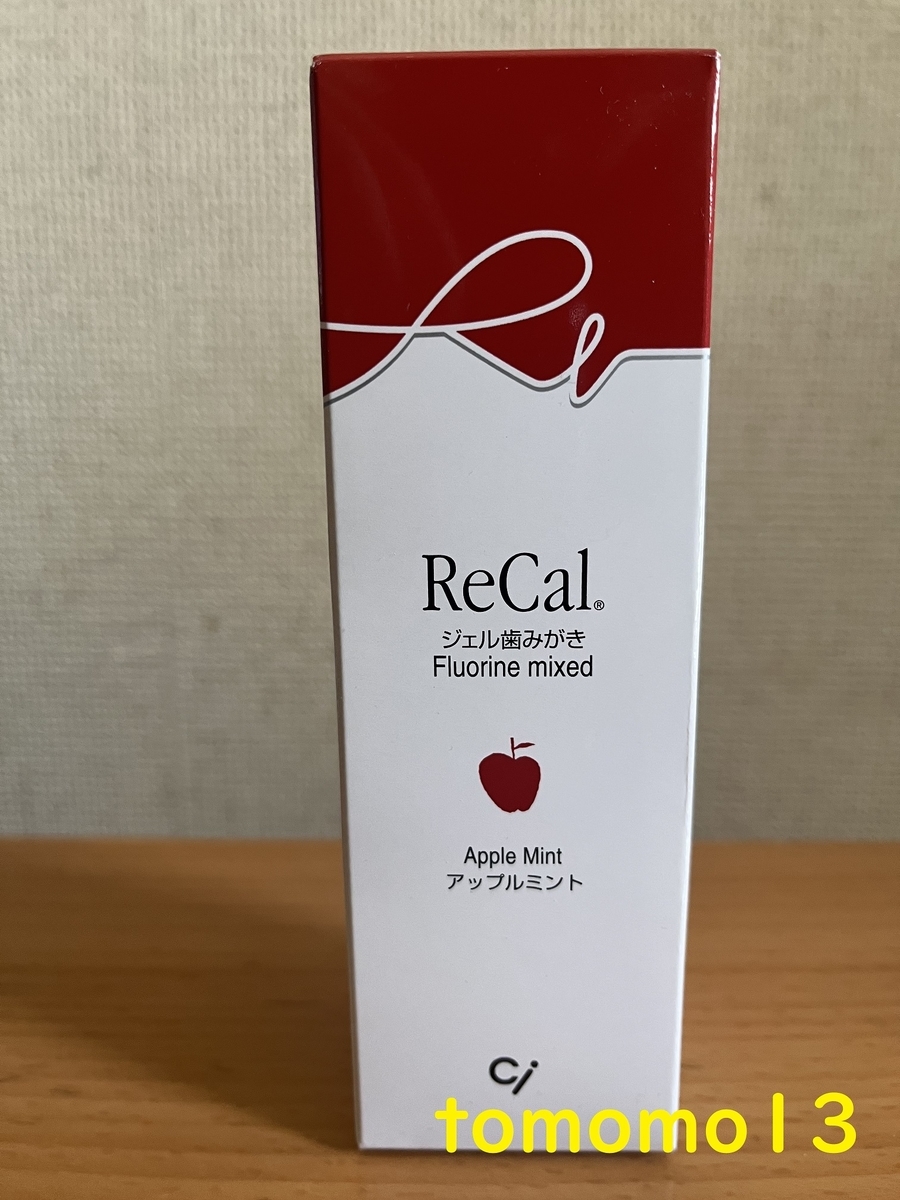 ReCal®
ジェル歯みがき
Fluorine mixed
Apple Mint
アップルミント
Ci
tomomo13